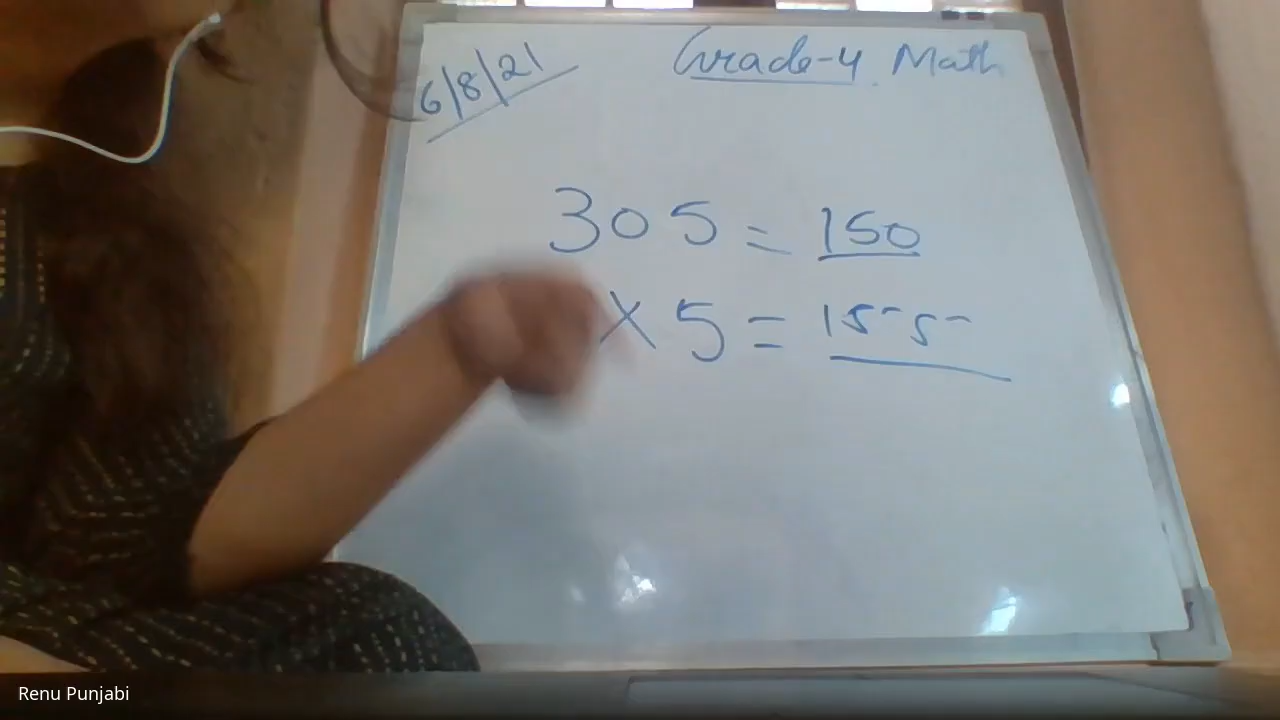 6/8/21
Grade-4 Math
305 = 150
x 5 = 155
Renu Punjabi